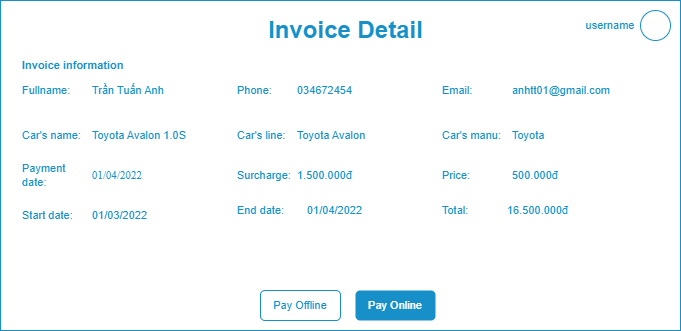 Invoice Detail
username
Invoice information
Fullname: Trần Tuấn Anh Phone: 034672454 Email: anhtt01@gmail.com
Car's name: Toyota Avalon 1.0S Car's line: Toyota Avalon Car's manu: Toyota
Payment
date: 01/04/2022 Surcharge: 1.500.000đ Price: 500.000đ
Start date: 01/03/2022 End date: 01/04/2022 Total: 16.500.000đ
Pay Offline Pay Online